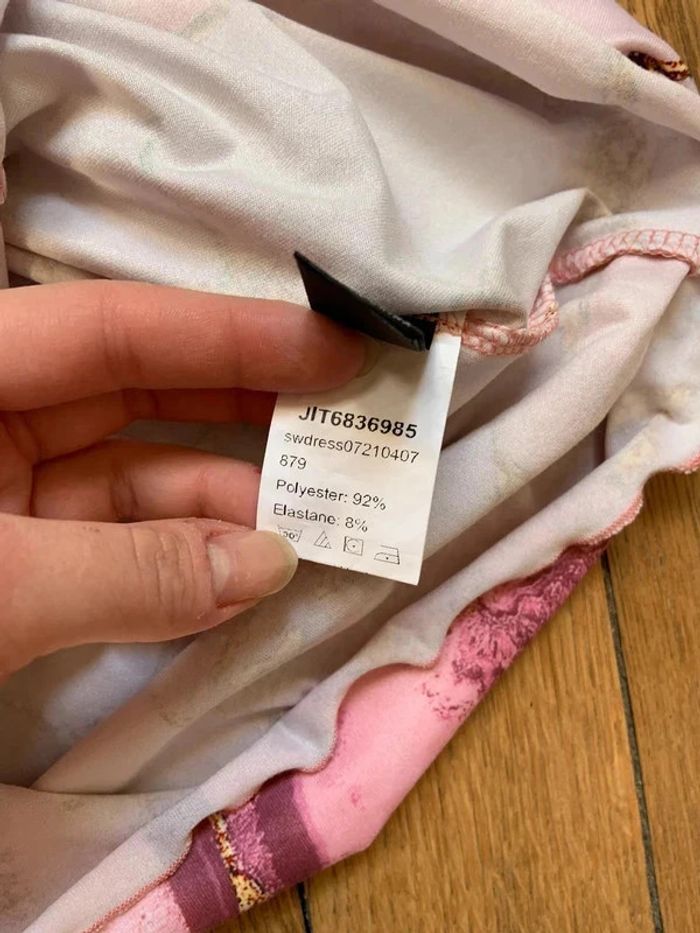 JIT6836985
swdress07210407
879
Polyester: 92%
Elastane: 8%